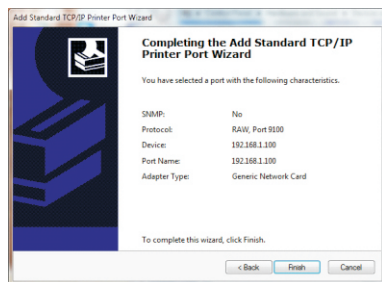 Add Standard TCP/IP Printer Port Wizard
Completing the Add Standard TCP/IP
Printer Port Wizard
You have selected a port with the following characteristics.
SNMP: No
Protocol: RAW, Port 9100
Device: 192.168.1.100
Port Name: 192.168.1.100
Adapter Type: Generic Network Card
To complete this wizard, click Finish.
< Back Finish Cancel